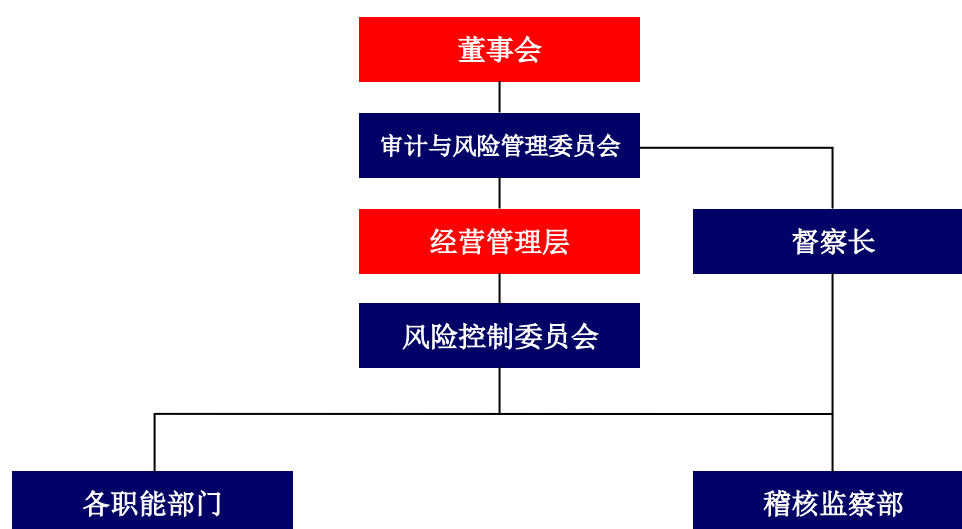 董事会
审计与风险管理委员会
经营管理层
督察长
风险控制委员会
各职能部门
稽核监察部